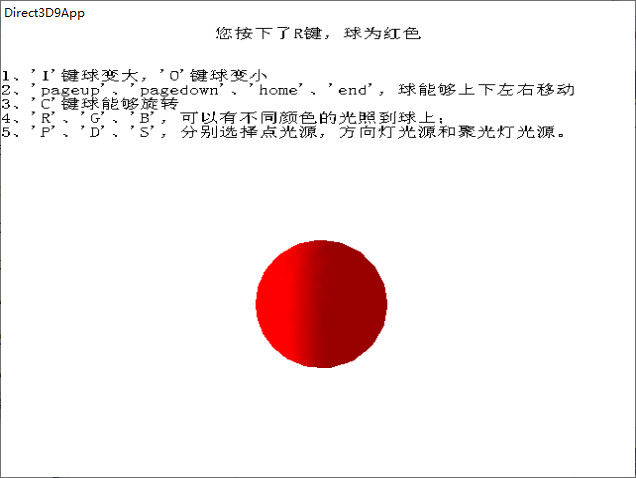 Direct3D9App
您按下了R键，球为红色
1、'I'键球变大，'O'键球变小
2、'pageup'、'pagedown'、'home'、'end'，球能够上下左右移动
3、'C'键球能够旋转
4、'R'、'G'、'B'，可以有不同颜色的光照到球上；
5、'P'、'D'、'S'，分别选择点光源，方向灯光源和聚光灯光源。